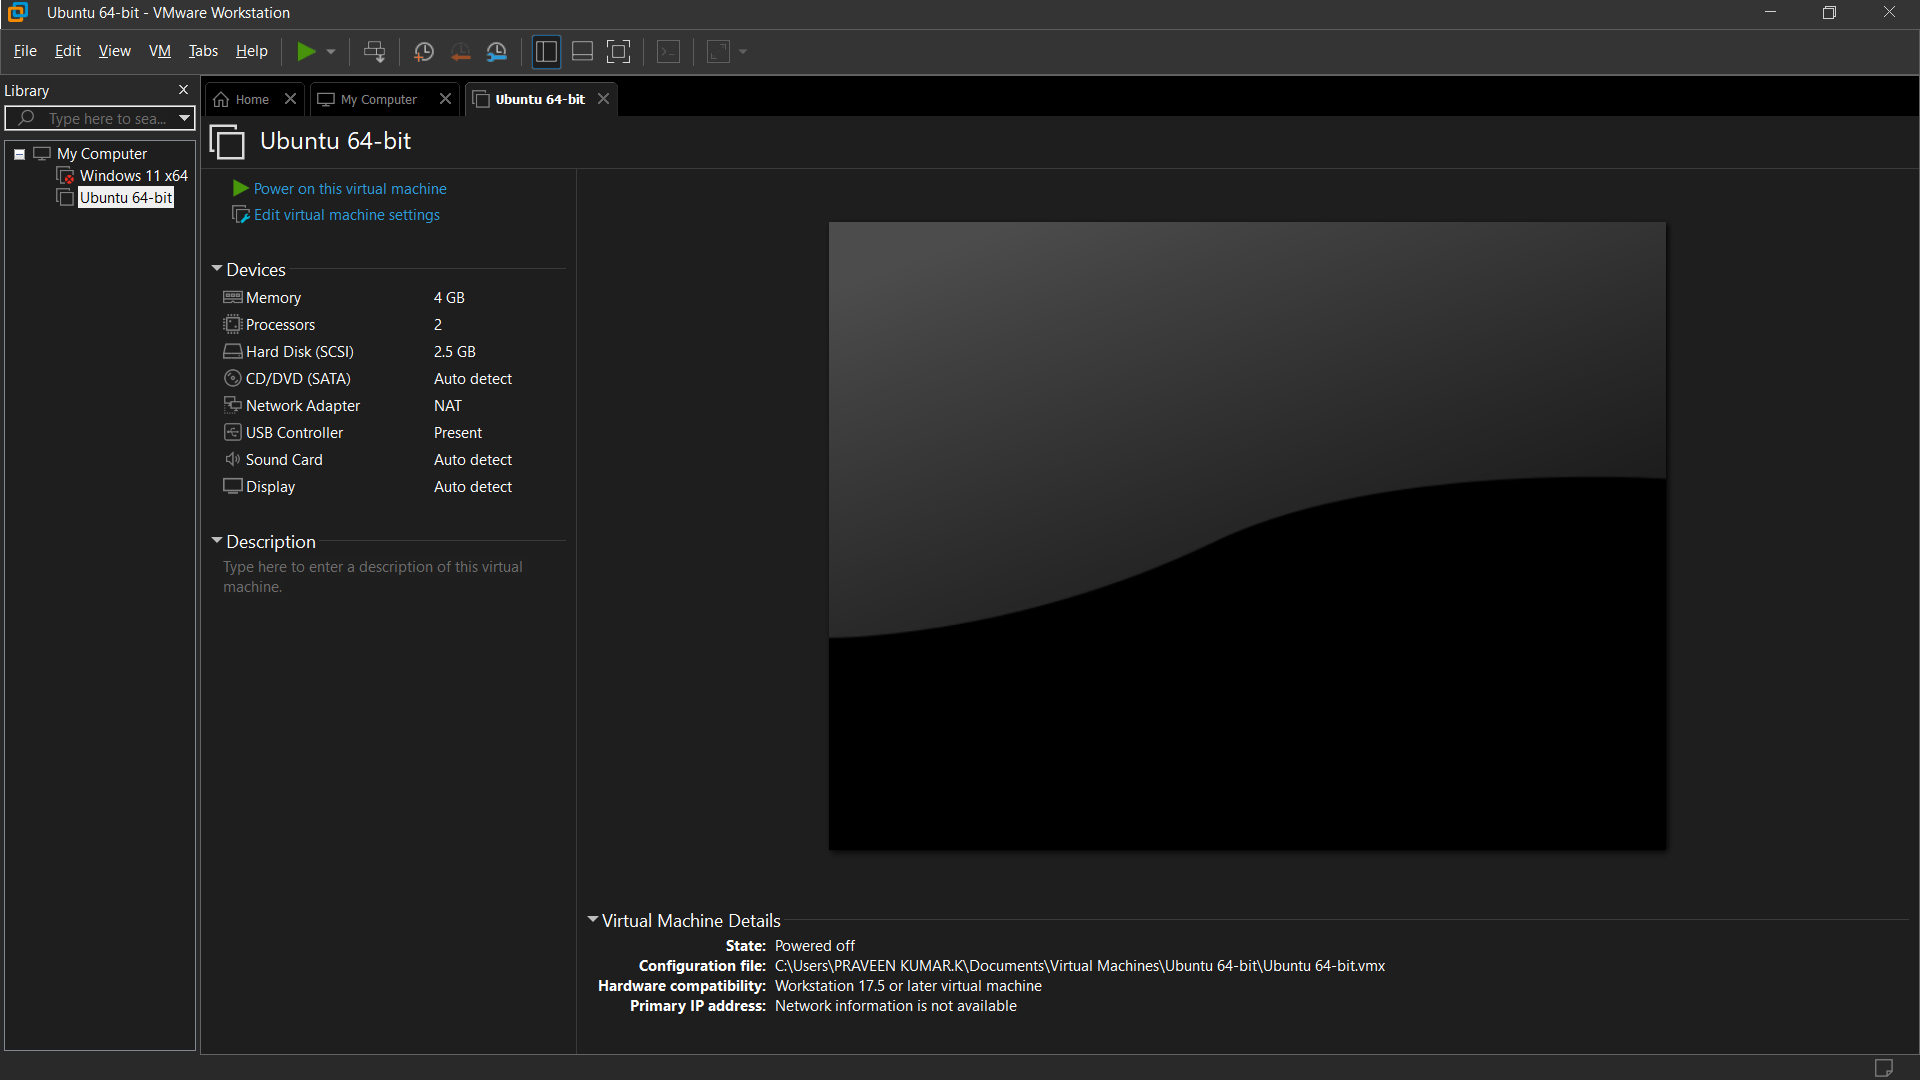 Ubuntu 64-bit - VMware Workstation
File Edit View VM Tabs Help
Library
Type here to sea...
My Computer
Windows 11 x64
Ubuntu 64-bit
Home
My Computer
Ubuntu 64-bit
Ubuntu 64-bit
Power on this virtual machine
Edit virtual machine settings
Devices
Memory 4 GB
Processors 2
Hard Disk (SCSI) 2.5 GB
CD/DVD (SATA) Auto detect
Network Adapter NAT
USB Controller Present
Sound Card Auto detect
Display Auto detect
Description
Type here to enter a description of this virtual
machine.
Virtual Machine Details
State: Powered off
Configuration file: C:\Users\PRAVEEN KUMAR.K\Documents\Virtual Machines\Ubuntu 64-bit\Ubuntu 64-bit.vmx
Hardware compatibility: Workstation 17.5 or later virtual machine
Primary IP address: Network information is not available